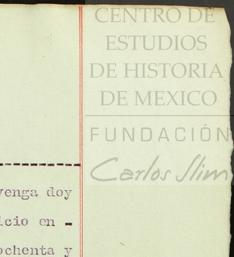 CENTRO DE
ESTUDIOS
DE HISTORIA
DE MEXICO
FUNDACIÓN
Carlos Slim
venga doy
icio en -
ochenta y